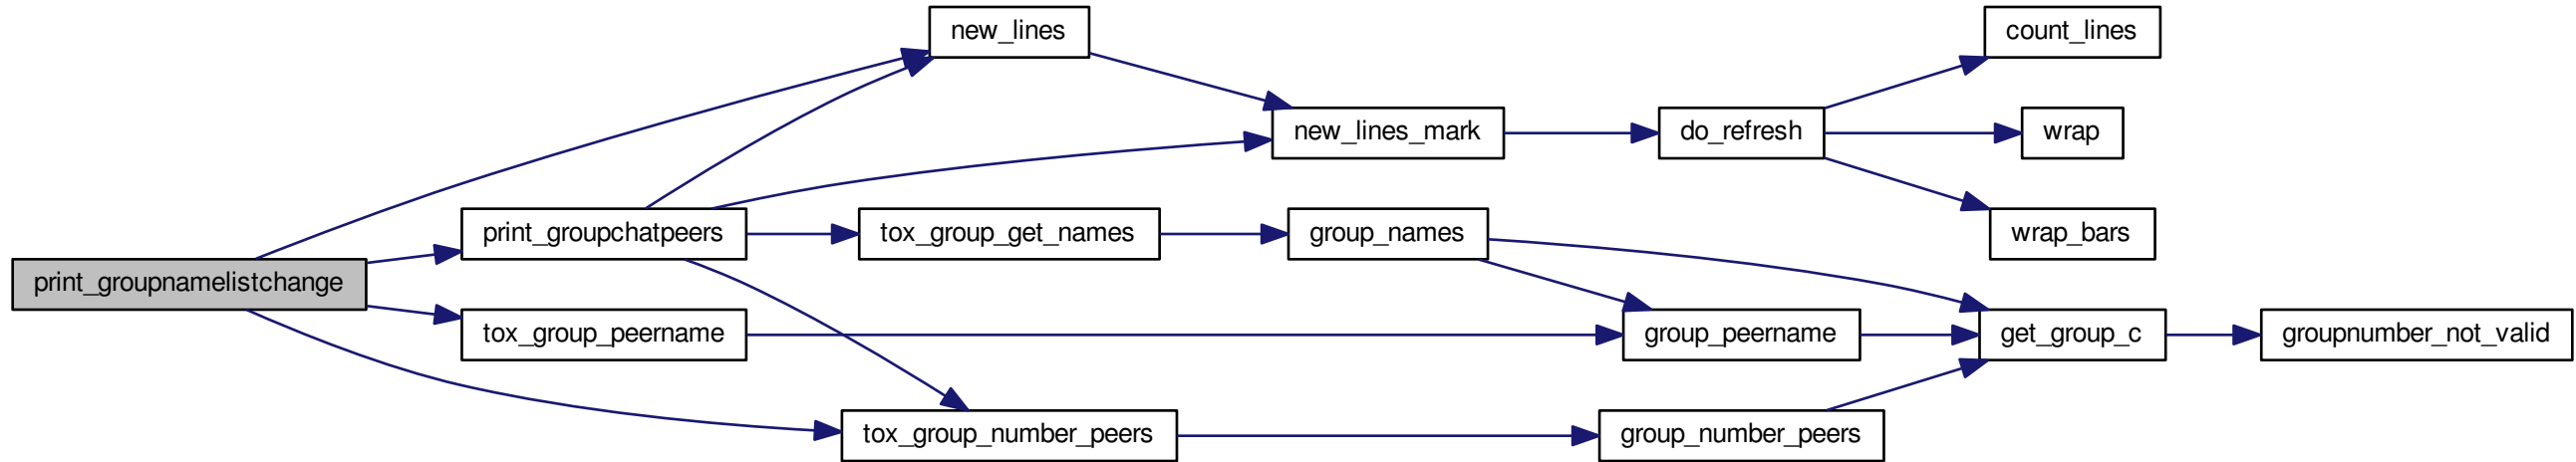 print_groupnamelistchange
new_lines
print_groupchatpeers
tox_group_peername
tox_group_number_peers
new_lines_mark
tox_group_get_names
group_names
do_refresh
group_peername
group_number_peers
count_lines
wrap
wrap_bars
get_group_c
groupnumber_not_valid